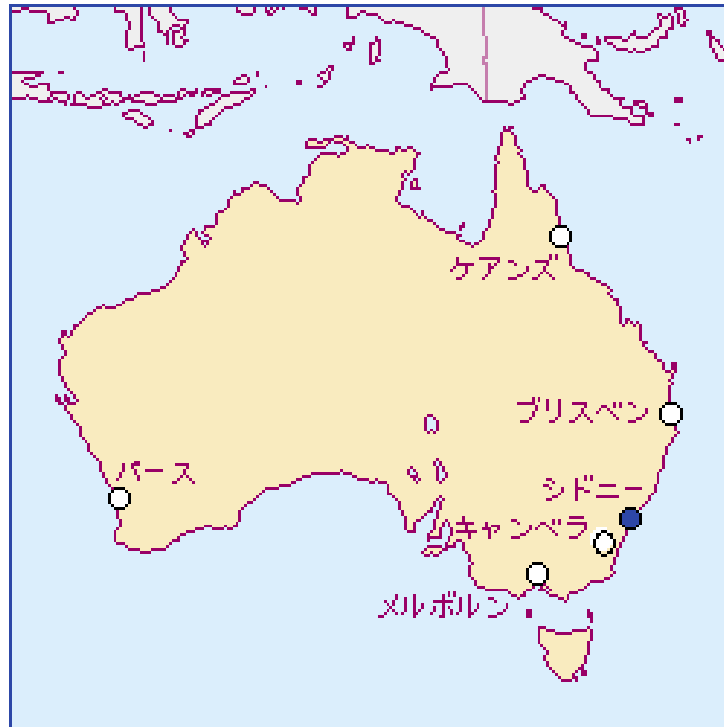 ケアンズ
ブリスベン
パース
シドニー
キャンベラ
メルボルン